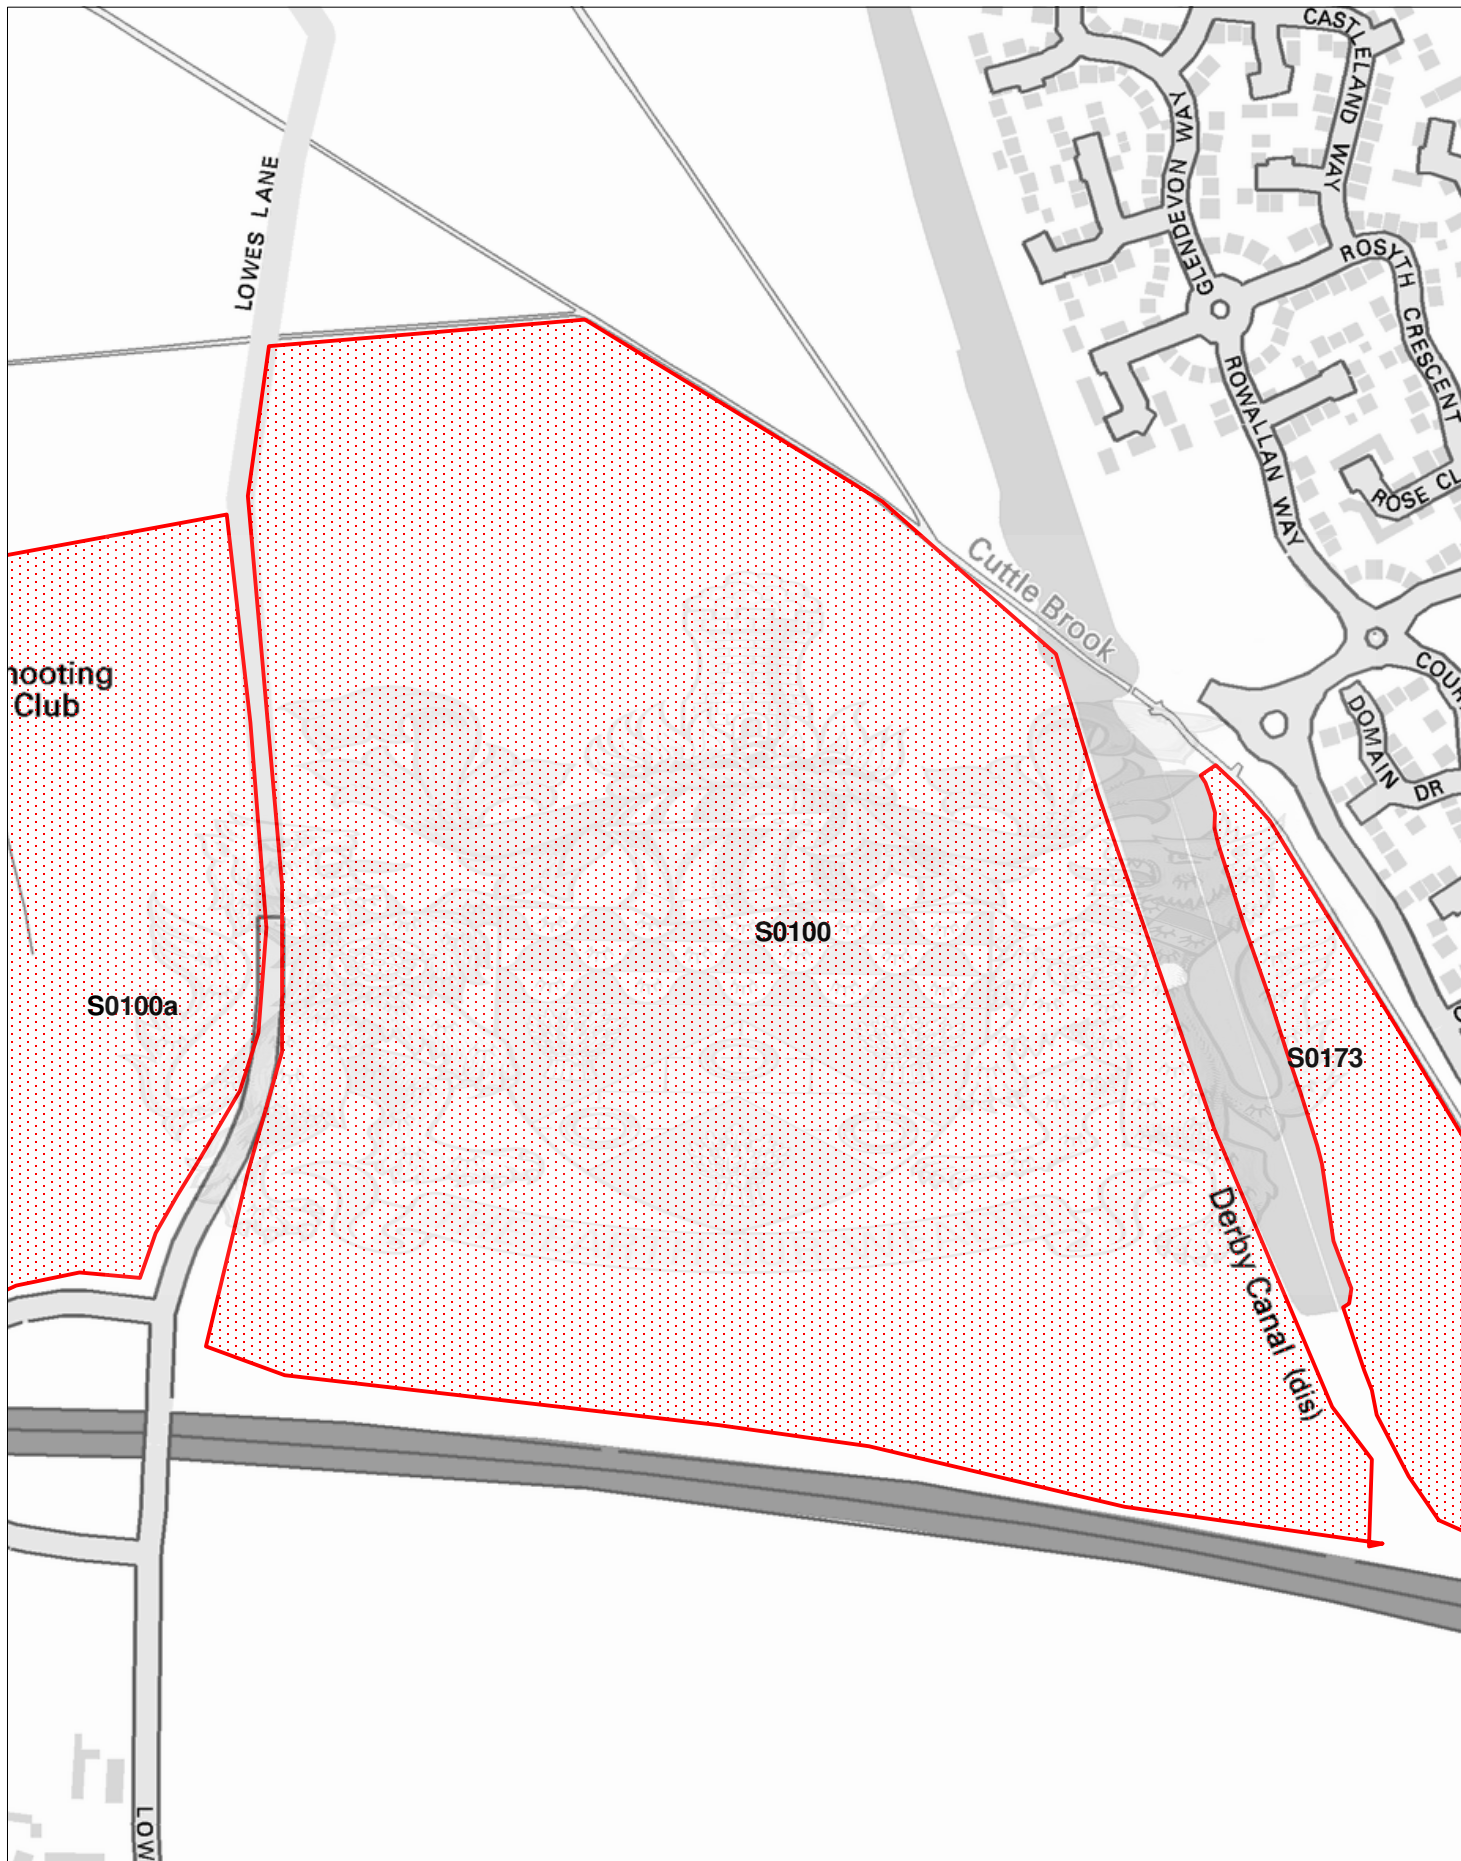 CASTLELAND WAY
GLENDEVON WAY
LOWES LANE
ROSYTH CRESCENT
ROWALLAN WAY
ROSE CL
Cuttle Brook
COUR
hooting
Club
DOMAIN DR
S0100
S0100a
S0173
Derby Canal (dis)
LOW